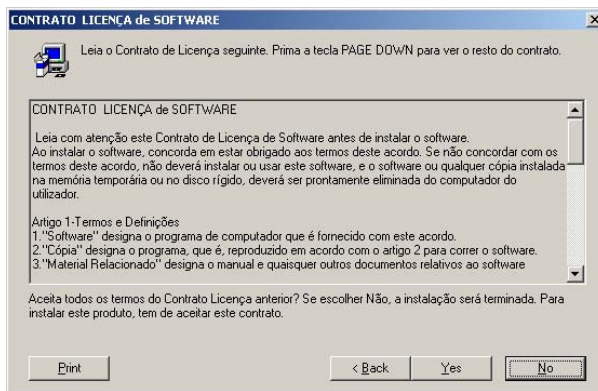 CONTRATO LICENÇA de SOFTWARE
Leia o Contrato de Licença seguinte. Prima a tecla PAGE DOWN para ver o resto do contrato.
CONTRATO LICENÇA de SOFTWARE
Leia com atenção este Contrato de Licença de Software antes de instalar o software.
Ao instalar o software, concorda em estar obrigado aos termos deste acordo. Se não concordar com os
termos deste acordo, não deverá instalar ou usar este software, e o software ou qualquer cópia instalada
na memória temporária ou no disco rígido, deverá ser prontamente eliminada do computador do
utilizador.
Artigo 1-Termos e Definições
1."Software" designa o programa de computador que é fornecido com este acordo.
2."Cópia" designa o programa, que é, reproduzido em acordo com o artigo 2 para correr o software.
3."Material Relacionado" designa o manual e quaisquer outros documentos relativos ao software
Aceita todos os termos do Contrato Licença anterior? Se escolher Não, a instalação será terminada. Para
instalar este produto, tem de aceitar este contrato.
Print < Back Yes No